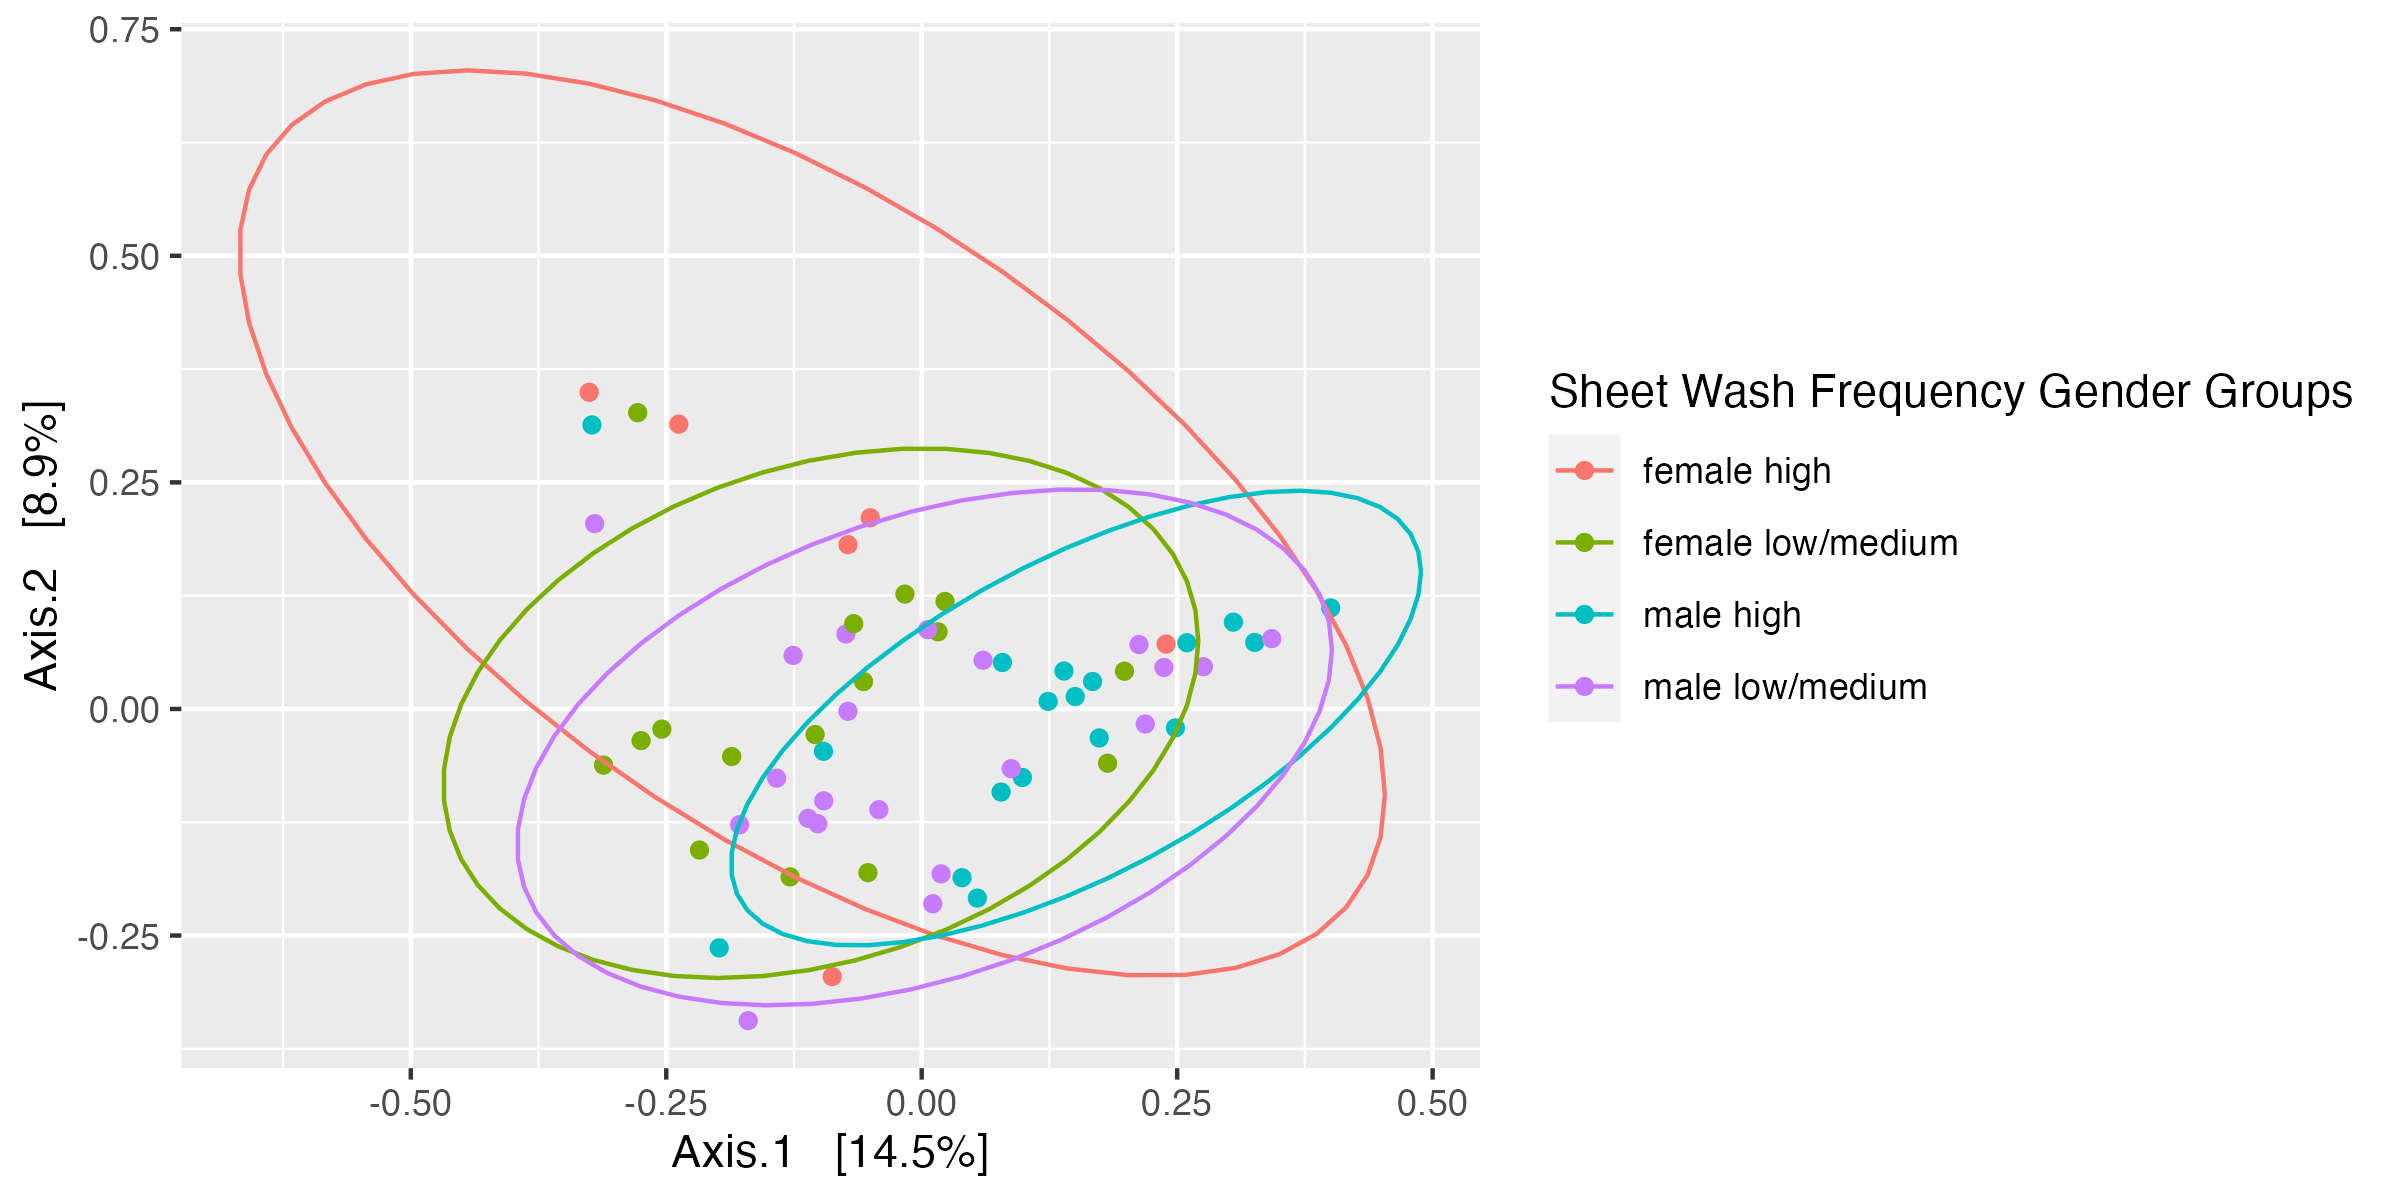 0.75
0.50
0.25
0.00
-0.25
Axis.2 [8.9%]
-0.50
-0.25
0.00
0.25
0.50
Axis.1 [14.5%]
Sheet Wash Frequency Gender Groups
female high
female low/medium
male high
male low/medium